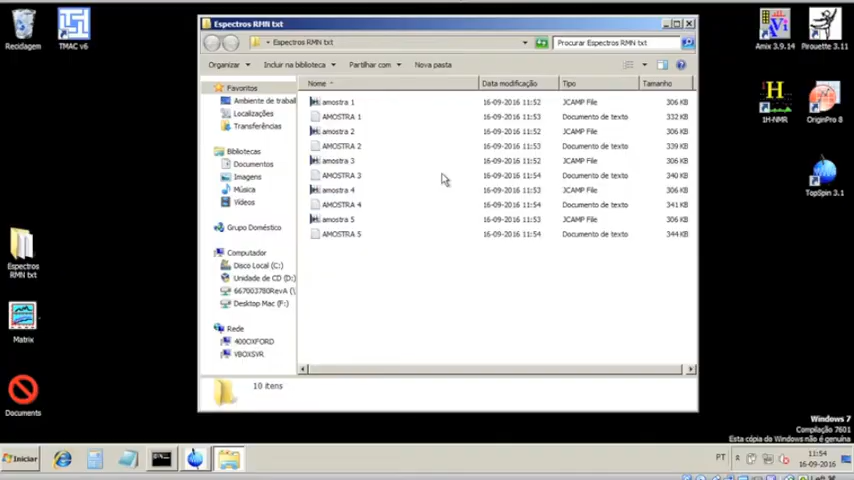 Espectros RMN txt
Espectros RMN txt
Procurar Espectros RMN txt
Organizar
Incluir na biblioteca
Partilhar com
Nova pasta
Favoritos
Ambiente de trabal
Localizações
Transferências
Bibliotecas
Documentos
Imagens
Música
Vídeos
Grupo Doméstico
Computador
Disco Local (C:)
Unidade de CD (D:)
667003780RevA (\
Desktop Mac (F:)
Rede
400OXFORD
VBOXSVR
Nome Data modificação Tipo Tamanho
amostra 1 16-09-2016 11:52 JCAMP File 306 KB
AMOSTRA 1 16-09-2016 11:53 Documento de texto 332 KB
amostra 2 16-09-2016 11:52 JCAMP File 306 KB
AMOSTRA 2 16-09-2016 11:53 Documento de texto 339 KB
amostra 3 16-09-2016 11:52 JCAMP File 306 KB
AMOSTRA 3 16-09-2016 11:54 Documento de texto 340 KB
amostra 4 16-09-2016 11:53 JCAMP File 306 KB
AMOSTRA 4 16-09-2016 11:54 Documento de texto 341 KB
amostra 5 16-09-2016 11:53 JCAMP File 306 KB
AMOSTRA 5 16-09-2016 11:54 Documento de texto 344 KB
10 itens
Reciclagem
TMAC v6
Espectros
RMN txt
Matrix
Documents
Amix 3.9.14
Pirouette 3.11
H
1H-NMR
OriginPro 8
TopSpin 3.1
Windows 7
Compilação 7601
Esta cópia do Windows não é genuína
Iniciar
PT
11:54
16-09-2016